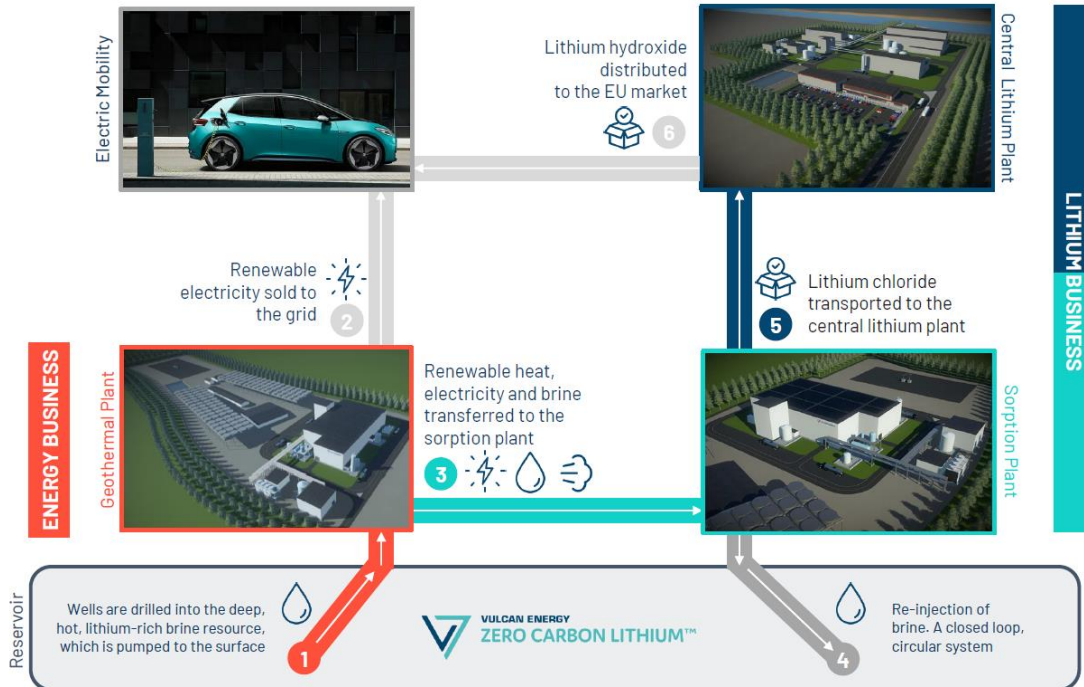 Electric Mobility
Lithium hydroxide
distributed
to the EU market
6
Central Lithium Plant
Renewable
electricity sold to
the grid
2
5
Lithium chloride
transported to the
central lithium plant
LITHIUM BUSINESS
ENERGY BUSINESS
Geothermal Plant
Renewable heat,
electricity and brine
transferred to the
sorption plant
3
Sorption Plant
Reservoir
Wells are drilled into the deep,
hot, lithium-rich brine resource,
which is pumped to the surface
1
VULCAN ENERGY
ZERO CARBON LITHIUM™
4
Re-injection of
brine. A closed loop,
circular system